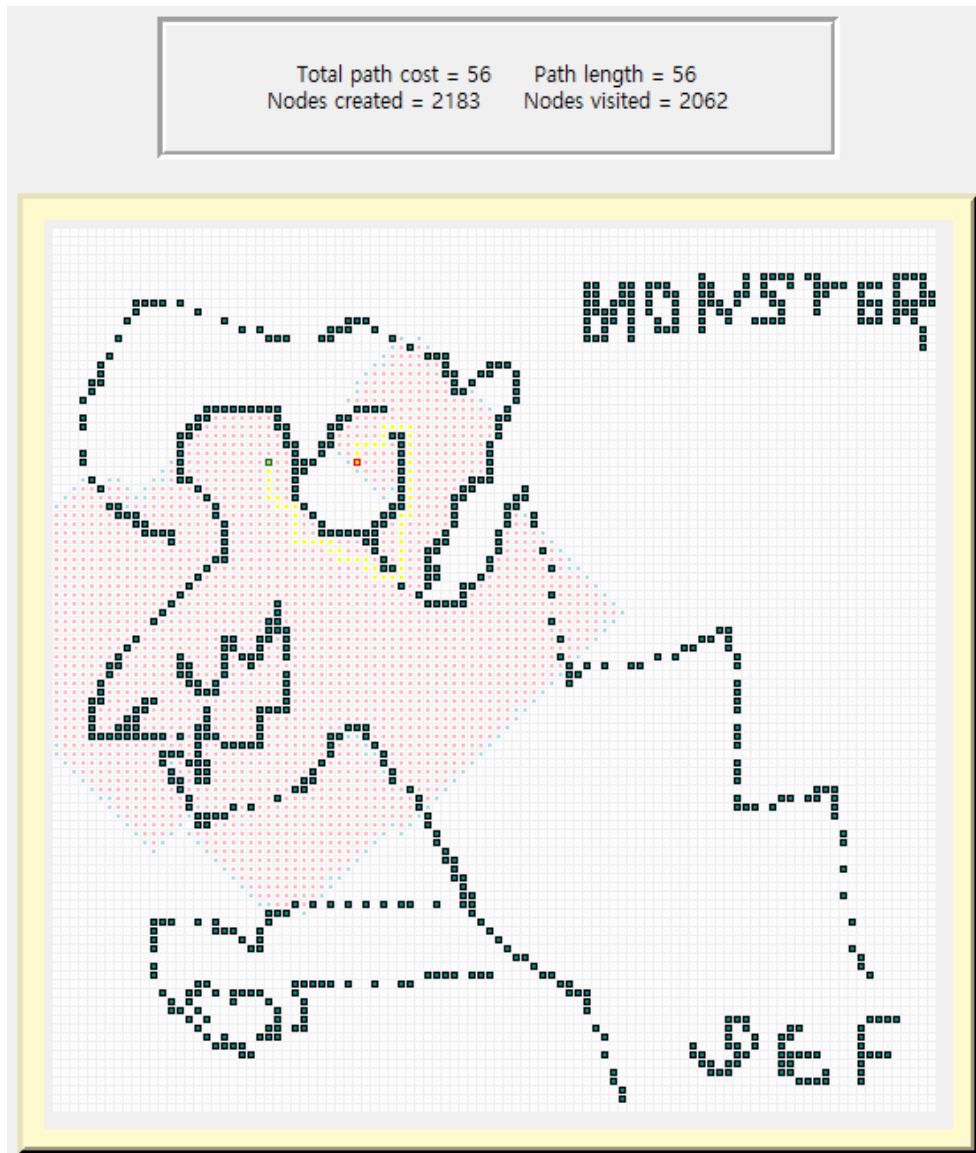 Total path cost = 56 Path length = 56
Nodes created = 2183 Nodes visited = 2062
MONSTER